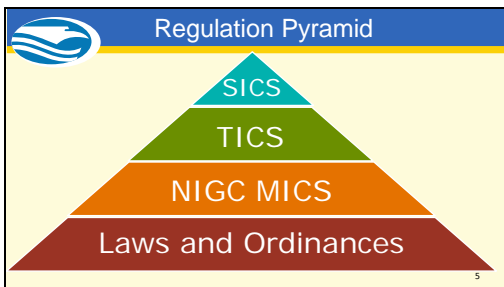 Regulation Pyramid
SICS
TICS
NIGC MICS
Laws and Ordinances
5